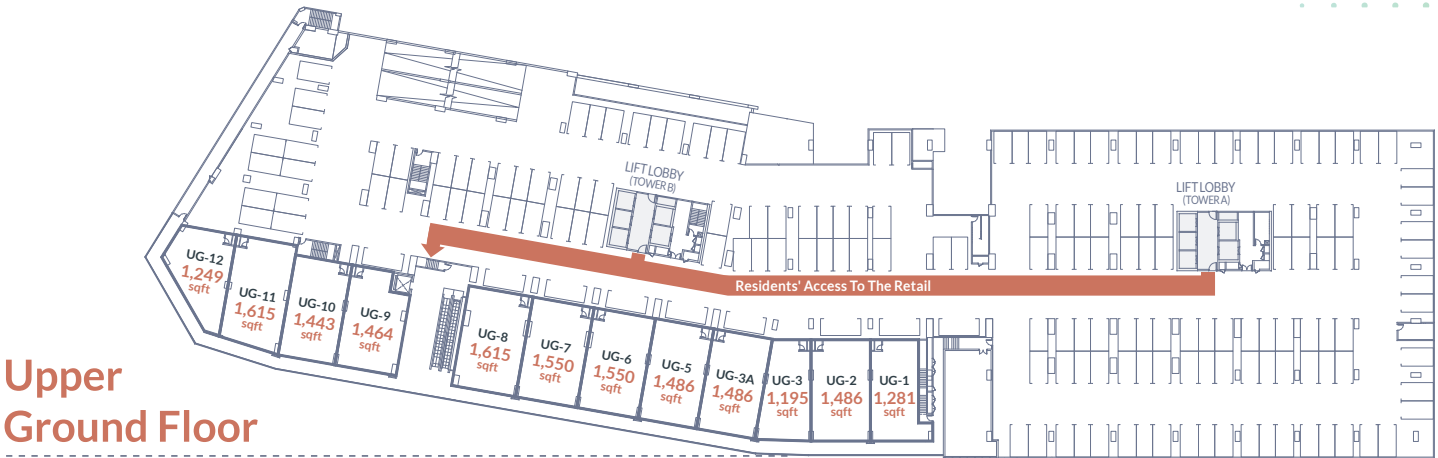 LIFT LOBBY
(TOWER B)
LIFT LOBBY
(TOWER A)
Residents' Access To The Retail
UG-12
1,249
sqft
UG-11
1,615
sqft
UG-10
1,443
sqft
UG-9
1,464
sqft
UG-8
1,615
sqft
UG-7
1,550
sqft
UG-6
1,550
sqft
UG-5
1,486
sqft
UG-3A
1,486
sqft
UG-3
1,195
sqft
UG-2
1,486
sqft
UG-1
1,281
sqft
Upper
Ground Floor